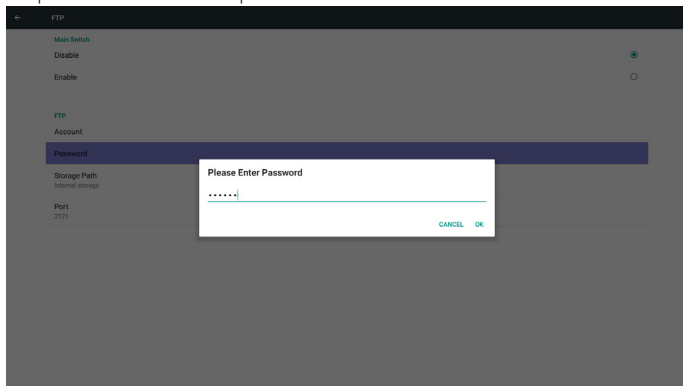 FTP
Main Switch
Disable
Enable
FTP
Account
Password
Storage Path
Internal storage
Port
2121
Please Enter Password
••••••
CANCEL OK